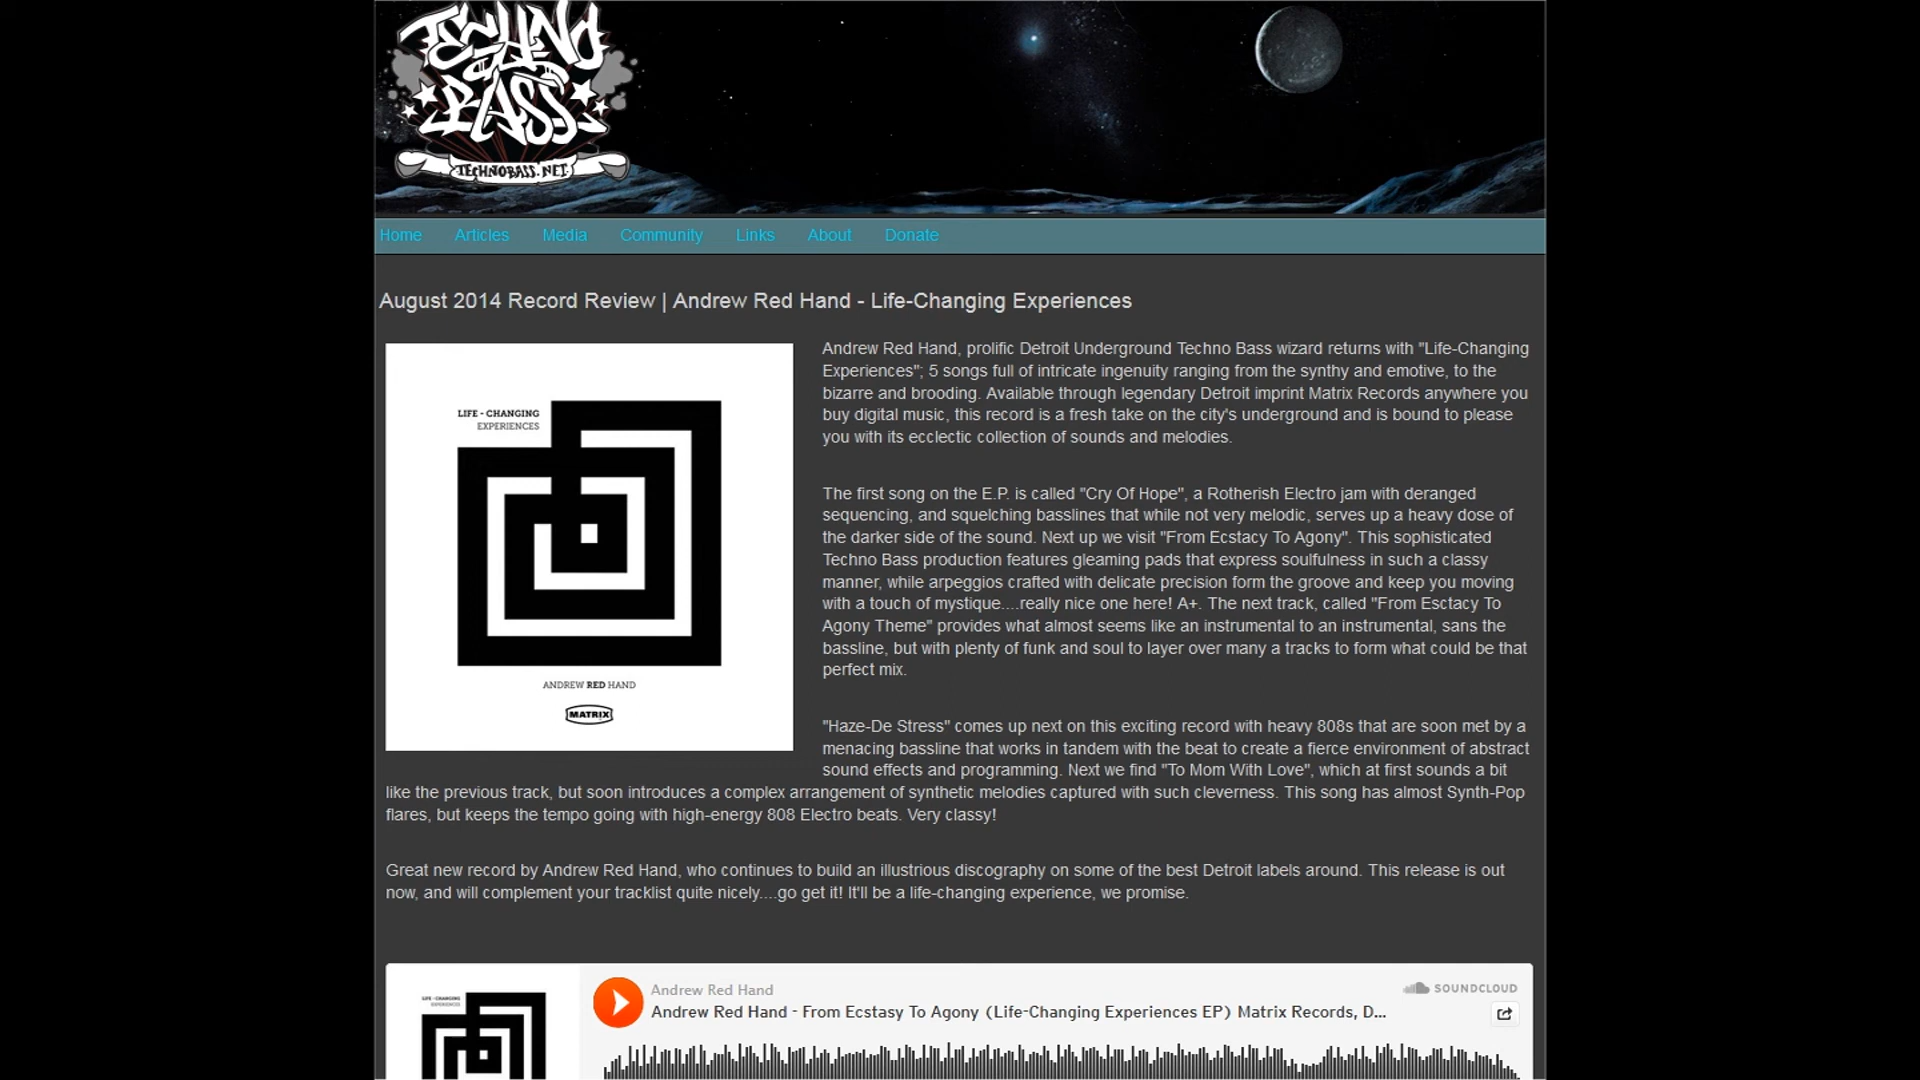 TECHNO
BASS
TECHNOBASS.NET
Home Articles Media Community Links About Donate
August 2014 Record Review | Andrew Red Hand - Life-Changing Experiences
LIFE - CHANGING
EXPERIENCES
ANDREW RED HAND
MATRIX
Andrew Red Hand, prolific Detroit Underground Techno Bass wizard returns with "Life-Changing
Experiences"; 5 songs full of intricate ingenuity ranging from the synthy and emotive, to the
bizarre and brooding. Available through legendary Detroit imprint Matrix Records anywhere you
buy digital music, this record is a fresh take on the city's underground and is bound to please
you with its ecclectic collection of sounds and melodies.
The first song on the E.P. is called "Cry Of Hope", a Rotherish Electro jam with deranged
sequencing, and squelching basslines that while not very melodic, serves up a heavy dose of
the darker side of the sound. Next up we visit "From Ecstacy To Agony". This sophisticated
Techno Bass production features gleaming pads that express soulfulness in such a classy
manner, while arpeggios crafted with delicate precision form the groove and keep you moving
with a touch of mystique....really nice one here! A+. The next track, called "From Esctacy To
Agony Theme" provides what almost seems like an instrumental to an instrumental, sans the
bassline, but with plenty of funk and soul to layer over many a tracks to form what could be that
perfect mix.
"Haze-De Stress" comes up next on this exciting record with heavy 808s that are soon met by a
menacing bassline that works in tandem with the beat to create a fierce environment of abstract
sound effects and programming. Next we find "To Mom With Love", which at first sounds a bit
like the previous track, but soon introduces a complex arrangement of synthetic melodies captured with such cleverness. This song has almost Synth-Pop
flares, but keeps the tempo going with high-energy 808 Electro beats. Very classy!
Great new record by Andrew Red Hand, who continues to build an illustrious discography on some of the best Detroit labels around. This release is out
now, and will complement your tracklist quite nicely....go get it! It'll be a life-changing experience, we promise.
LIFE - CHANGING
EXPERIENCES
Andrew Red Hand
SOUNDCLOUD
Andrew Red Hand - From Ecstasy To Agony (Life-Changing Experiences EP) Matrix Records, D...